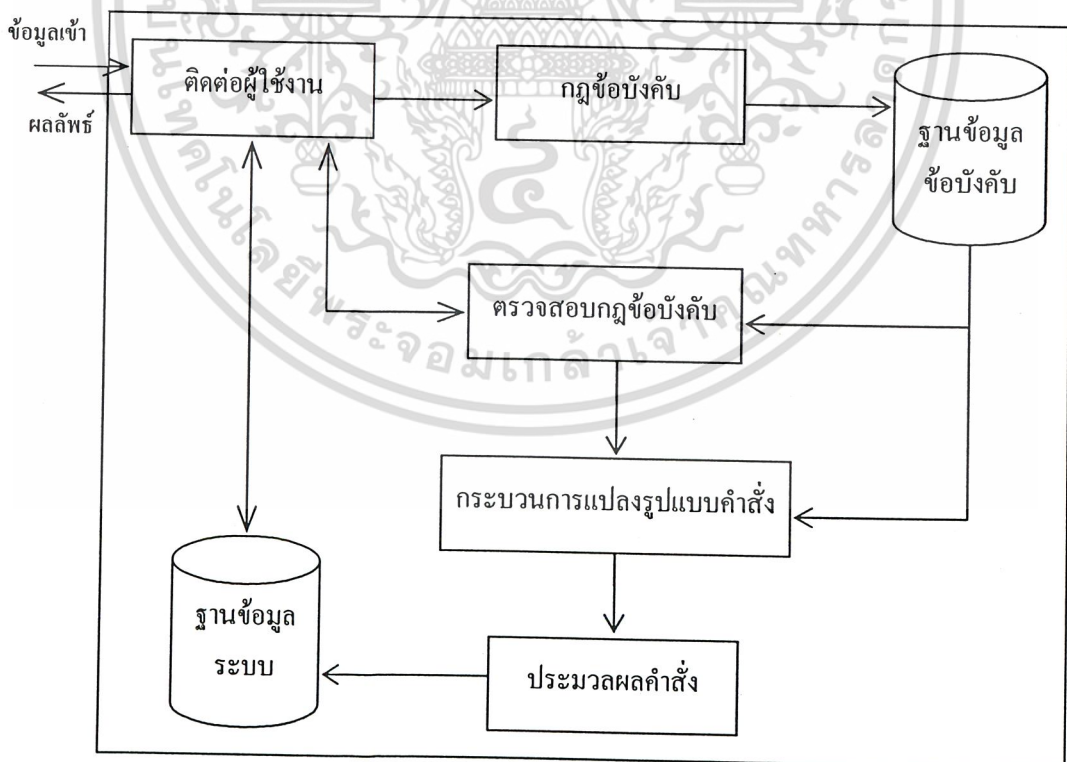 ข้อมูลเข้า
ผลลัพธ์
ติดต่อผู้ใช้งาน
กฎข้อบังคับ
ฐานข้อมูล
ข้อบังคับ
ตรวจสอบกฎข้อบังคับ
กระบวนการแปลงรูปแบบคำสั่ง
ฐานข้อมูล
ระบบ
ประมวลผลคำสั่ง